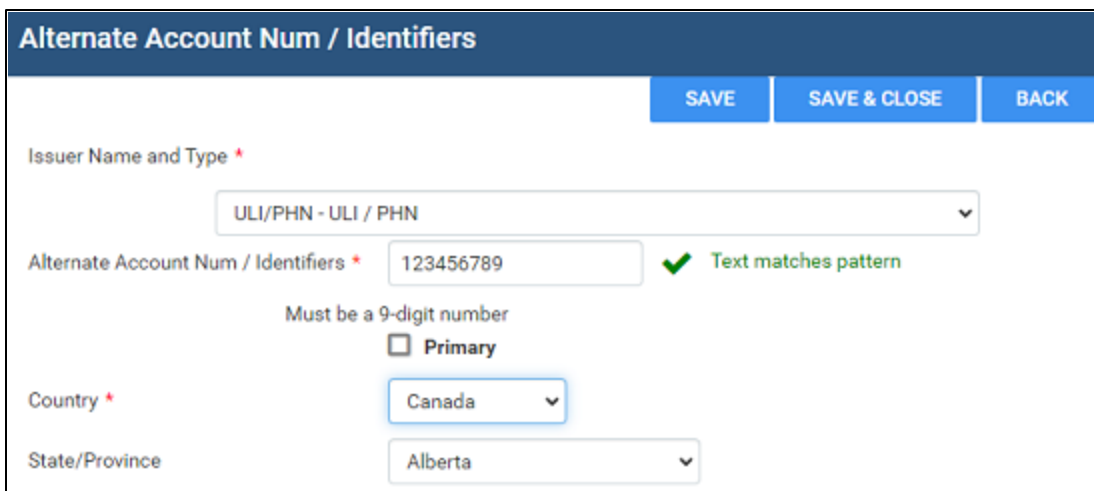 Alternate Account Num / Identifiers
SAVE SAVE & CLOSE BACK
Issuer Name and Type *
ULI/PHN - ULI / PHN
Alternate Account Num / Identifiers * 123456789 Text matches pattern
Must be a 9-digit number
Primary
Country * Canada
State/Province Alberta